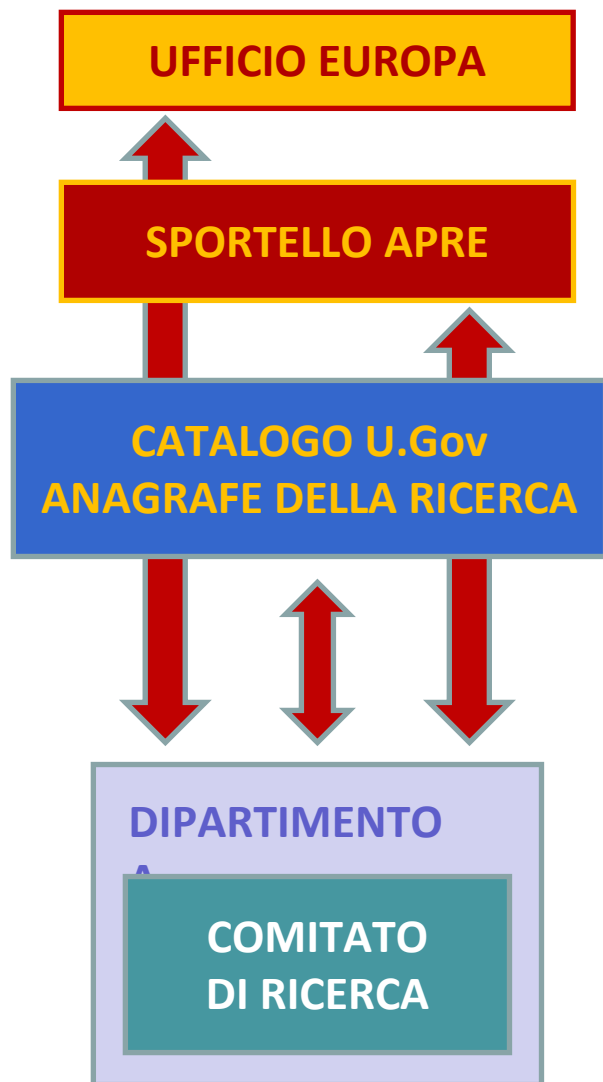 UFFICIO EUROPA
SPORTELLO APRE
CATALOGO U.Gov
ANAGRAFE DELLA RICERCA
DIPARTIMENTO
A
COMITATO
DI RICERCA